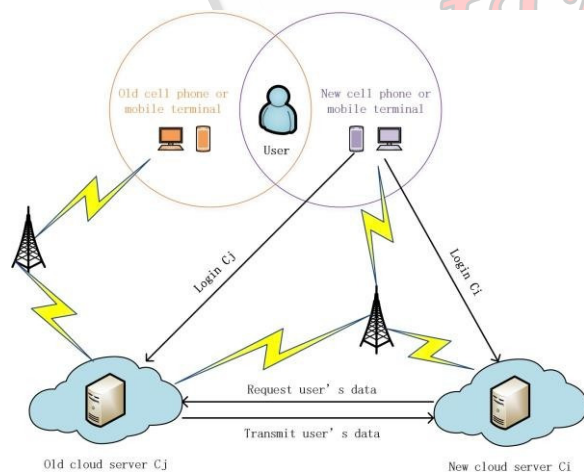 Old cell phone or
mobile terminal
New cell phone or
mobile terminal
User
Login Cj
Login Ci
Request user's data
Transmit user's data
Old cloud server Cj
New cloud server Ci